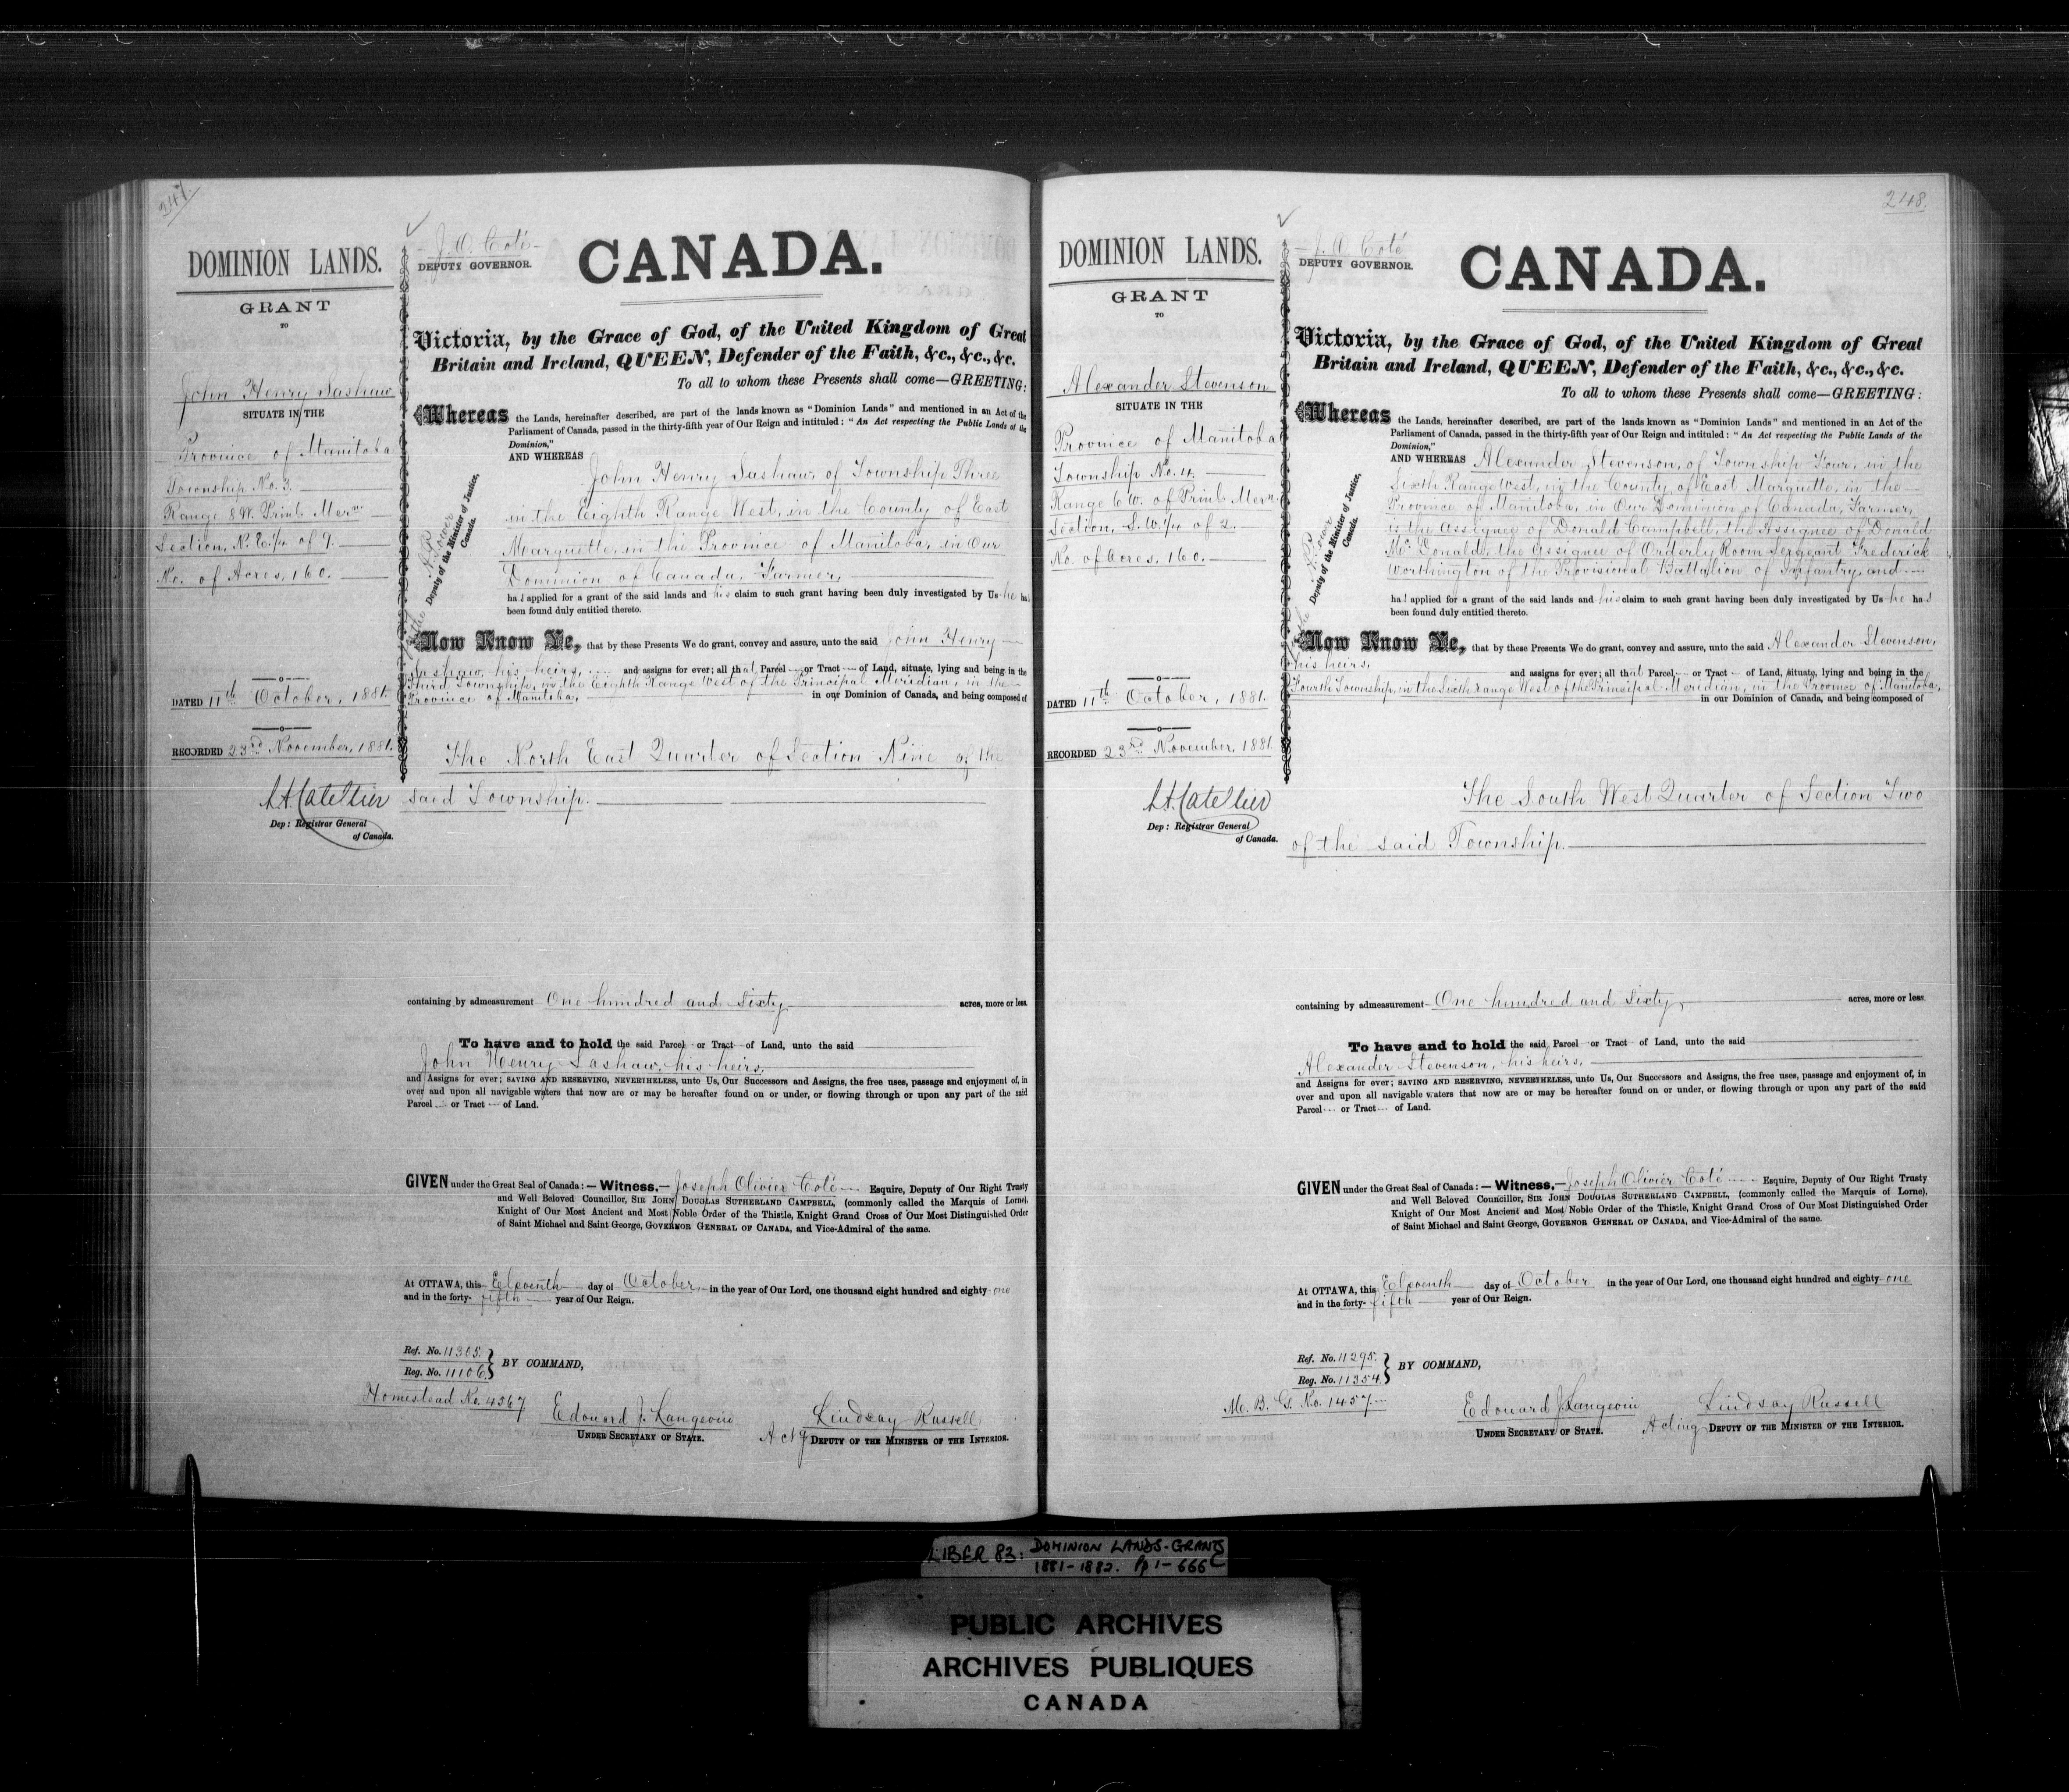 247.
DOMINION LANDS.
GRANT
TO
John Henry Sashaw
SITUATE IN THE
Province of Manitoba
Township No. 3.
Range 8 W. Prinl. Mern.
Section, N. E. 1/4 of 9.
No. of Acres, 160.
DATED 11th October, 1881.
RECORDED 23rd November, 1881.
L.A. Catellier
Dep: Registrar General
of Canada.
J. O. Coté
DEPUTY GOVERNOR.
CANADA.
Victoria, by the Grace of God, of the United Kingdom of Great
Britain and Ireland, QUEEN, Defender of the Faith, &c., &c., &c.
To all to whom these Presents shall come—GREETING:
Whereas the Lands, hereinafter described, are part of the lands known as "Dominion Lands" and mentioned in an Act of the
Parliament of Canada, passed in the thirty-fifth year of Our Reign and intituled: "An Act respecting the Public Lands of the
Dominion,"
AND WHEREAS John Henry Sashaw, of Township Three
in the Eighth Range West, in the County of East
Marquette, in the Province of Manitoba, in Our
Dominion of Canada, Farmer,
Deputy of the Minister of Justice,
Canada.
has applied for a grant of the said lands and his claim to such grant having been duly investigated by Us he ha
been found duly entitled thereto.
Now Know Ye, that by these Presents We do grant, convey and assure, unto the said John Henry
Sashaw, his heirs, and assigns for ever; all that Parcel or Tract of Land, situate, lying and being in the
Third Township, in the Eighth Range West of the Principal Meridian, in the
Province of Manitoba, in our Dominion of Canada, and being composed of
The North East Quarter of Section Nine of the
said Township.
containing by admeasurement One hundred and Sixty acres, more or less.
To have and to hold the said Parcel or Tract of Land, unto the said
John Henry Sashaw, his heirs,
and Assigns for ever; SAVING AND RESERVING, NEVERTHELESS, unto Us, Our Successors and Assigns, the free uses, passage and enjoyment of, in
over and upon all navigable waters that now are or may be hereafter found on or under, or flowing through or upon any part of the said
Parcel or Tract of Land.
GIVEN under the Great Seal of Canada:—Witness,—Joseph Olivier Coté Esquire, Deputy of Our Right Trusty
and Well Beloved Councillor, SIR JOHN DOUGLAS SUTHERLAND CAMPBELL, (commonly called the Marquis of Lorne),
Knight of Our Most Ancient and Most Noble Order of the Thistle, Knight Grand Cross of Our Most Distinguished Order
of Saint Michael and Saint George, GOVERNOR GENERAL OF CANADA, and Vice-Admiral of the same.
At OTTAWA, this Eleventh day of October, in the year of Our Lord, one thousand eight hundred and eighty-one
and in the forty-fifth year of Our Reign.
Ref. No. 11305.
Reg. No. 11106.
BY COMMAND,
Homestead No. 4567
Edouard J. Langevin
UNDER SECRETARY OF STATE.
Lindsay Russell
Actg DEPUTY OF THE MINISTER OF THE INTERIOR.
248.
DOMINION LANDS.
GRANT
TO
Alexander Stevenson
SITUATE IN THE
Province of Manitoba
Township No. 4.
Range 6 W. of Prinl. Mern.
Section, S. W. 1/4 of 2.
No. of Acres, 160.
DATED 11th October, 1881.
RECORDED 23rd November, 1881.
L.A. Catellier
Dep: Registrar General
of Canada.
J. O. Coté
DEPUTY GOVERNOR.
CANADA.
Victoria, by the Grace of God, of the United Kingdom of Great
Britain and Ireland, QUEEN, Defender of the Faith, &c., &c., &c.
To all to whom these Presents shall come—GREETING:
Whereas the Lands, hereinafter described, are part of the lands known as "Dominion Lands" and mentioned in an Act of the
Parliament of Canada, passed in the thirty-fifth year of Our Reign and intituled: "An Act respecting the Public Lands of the
Dominion,"
AND WHEREAS Alexander Stevenson, of Township Four, in the
Sixth Range West, in the County of East Marquette, in the
Province of Manitoba, in Our Dominion of Canada, Farmer,
is the Assignee of Donald Campbell, the Assignee of Donald
Mc.Donald, the Assignee of Orderly Room Sergeant Frederick
Worthington of the Provisional Battalion of Infantry, and
Deputy of the Minister of Justice,
Canada.
has applied for a grant of the said lands and his claim to such grant having been duly investigated by Us he has
been found duly entitled thereto.
Now Know Ye, that by these Presents We do grant, convey and assure, unto the said Alexander Stevenson,
his heirs, and assigns for ever; all that Parcel or Tract of Land, situate, lying and being in the
Fourth Township, in the Sixth range West of the Principal Meridian, in the Province of Manitoba,
in our Dominion of Canada, and being composed of
The South West Quarter of Section Two
of the said Township.
containing by admeasurement One hundred and Sixty, acres, more or less.
To have and to hold the said Parcel or Tract of Land, unto the said
Alexander Stevenson, his heirs,
and Assigns for ever; SAVING AND RESERVING, NEVERTHELESS, unto Us, Our Successors and Assigns, the free uses, passage and enjoyment of, in
over and upon all navigable waters that now are or may be hereafter found on or under, or flowing through or upon any part of the said
Parcel or Tract of Land.
GIVEN under the Great Seal of Canada:—Witness,—Joseph Olivier Coté Esquire, Deputy of Our Right Trusty
and Well Beloved Councillor, SIR JOHN DOUGLAS SUTHERLAND CAMPBELL, (commonly called the Marquis of Lorne),
Knight of Our Most Ancient and Most Noble Order of the Thistle, Knight Grand Cross of Our Most Distinguished Order
of Saint Michael and Saint George, GOVERNOR GENERAL OF CANADA, and Vice-Admiral of the same.
At OTTAWA, this Eleventh day of October in the year of Our Lord, one thousand eight hundred and eighty-one
and in the forty-fifth year of Our Reign.
Ref. No. 11295.
Reg. No. 11354.
BY COMMAND,
M. B. G. No. 1457.
Edouard J. Langevin
UNDER SECRETARY OF STATE.
Lindsay Russell
Acting DEPUTY OF THE MINISTER OF THE INTERIOR.
LIBER 83: DOMINION LANDS-GRANTS
1881-1882. Pp 1-666
PUBLIC ARCHIVES
ARCHIVES PUBLIQUES
CANADA